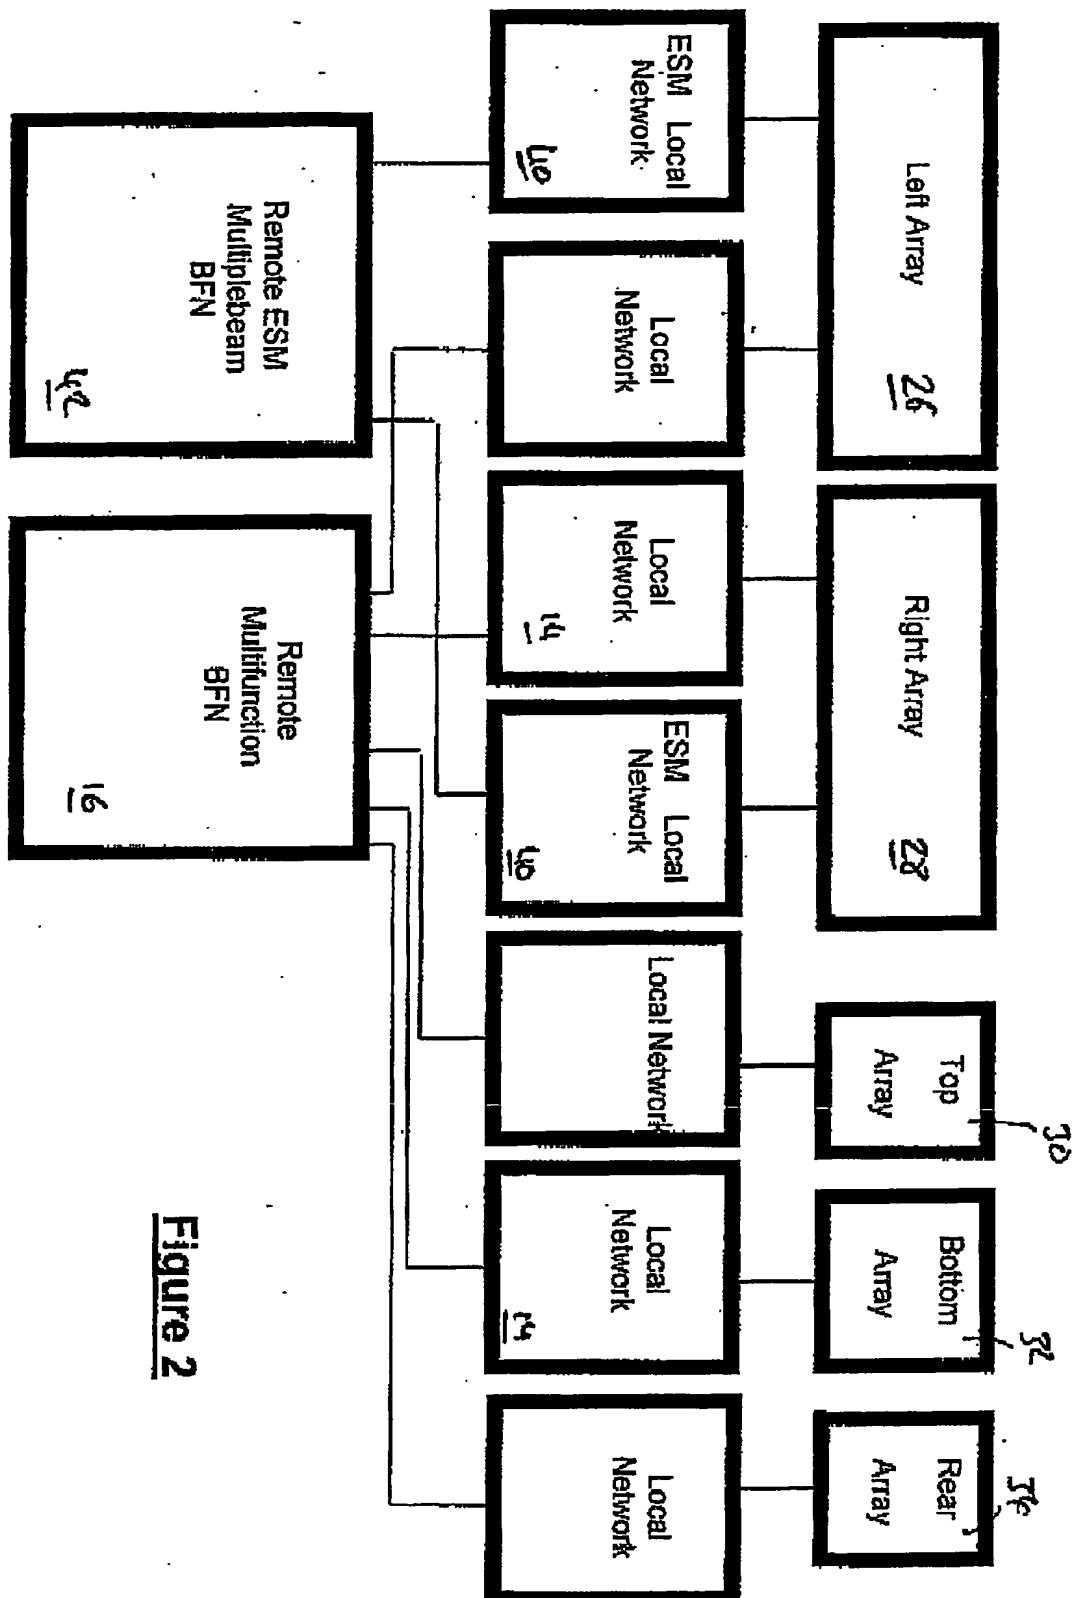 Left Array
26
Right Array
28
Top
Array
30
Bottom
Array
32
Rear
Array
34
ESM Local
Network
40
Local
Network
Local
Network
14
ESM Local
Network
40
Local Network
Local
Network
14
Local
Network
Remote ESM
Multiplebeam
BFN
42
Remote
Multifunction
BFN
16
Figure 2